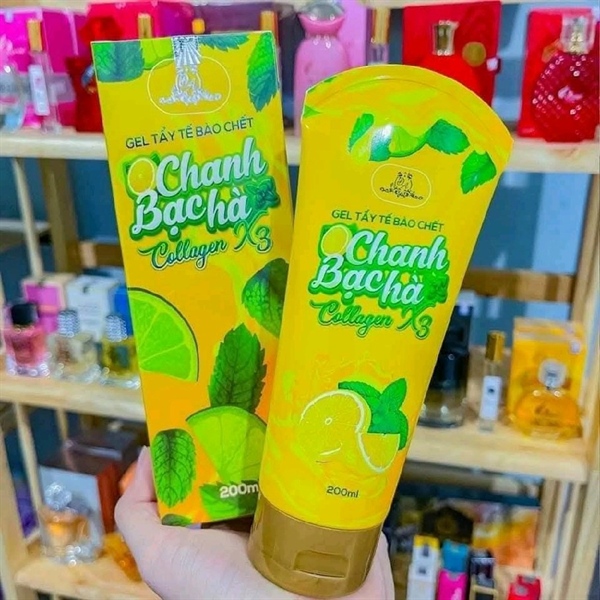 GEL TẨY TẾ BÀO CHẾT
Chanh
Bạc hà
Collagen X3
200ml
GEL TẨY TẾ BÀO CHẾT
Chanh
Bạc hà
Collagen X3
200ml